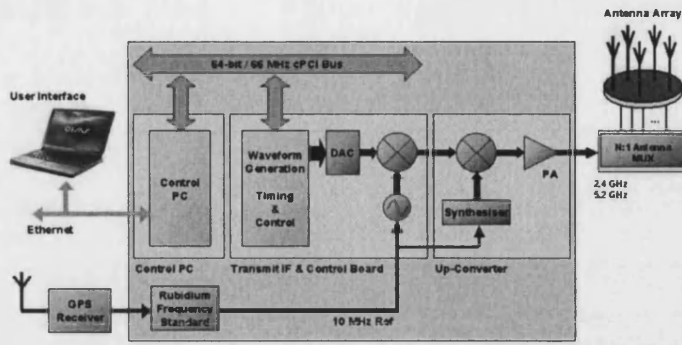 Antenna Array
64-bit / 66 MHz cPCI Bus
User Interface
Control
PC
Waveform
Generation
Timing
&
Control
DAC
PA
N:1 Antenna
MUX
2.4 GHz
5.2 GHz
Synthesiser
Ethernet
Control PC
Transmit IF & Control Board
Up-Converter
GPS
Receiver
Rubidium
Frequency
Standard
10 MHz Ref
...